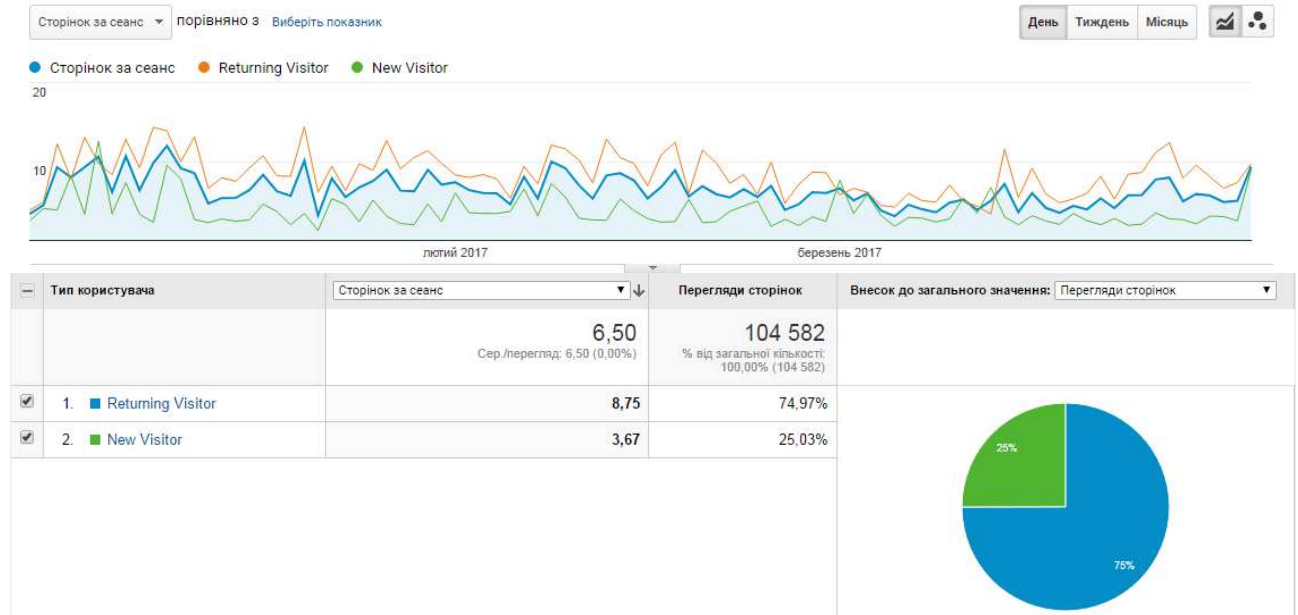 Сторінок за сеанс порівняно з Виберіть показник День Тиждень Місяць
Сторінок за сеанс Returning Visitor New Visitor
20
10
лютий 2017 березень 2017
Тип користувача Сторінок за сеанс Перегляди сторінок Внесок до загального значення: Перегляди сторінок
6,50 104 582
Сер./перегляд: 6,50 (0,00%) % від загальної кількості:
100,00% (104 582)
1. Returning Visitor 8,75 74,97%
2. New Visitor 3,67 25,03%
25%
75%